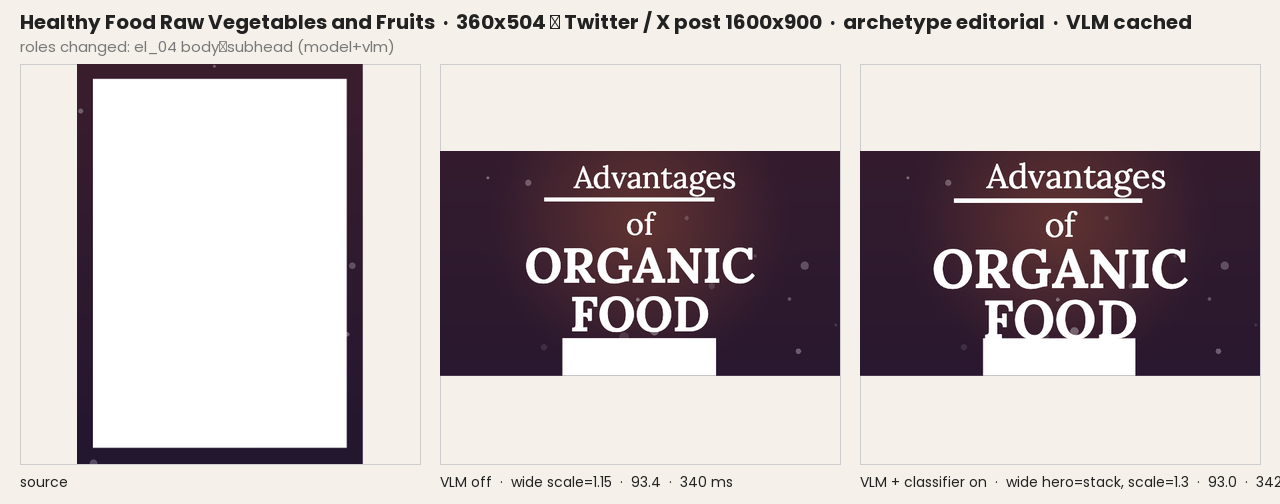 Healthy Food Raw Vegetables and Fruits · 360x504 Twitter / X post 1600x900 · archetype editorial · VLM cached
roles changed: el_04 body subhead (model+vlm)
Advantages
of
ORGANIC
FOOD
Advantages
of
ORGANIC
FOOD
source
VLM off · wide scale=1.15 · 93.4 · 340 ms
VLM + classifier on · wide hero=stack, scale=1.3 · 93.0 · 342